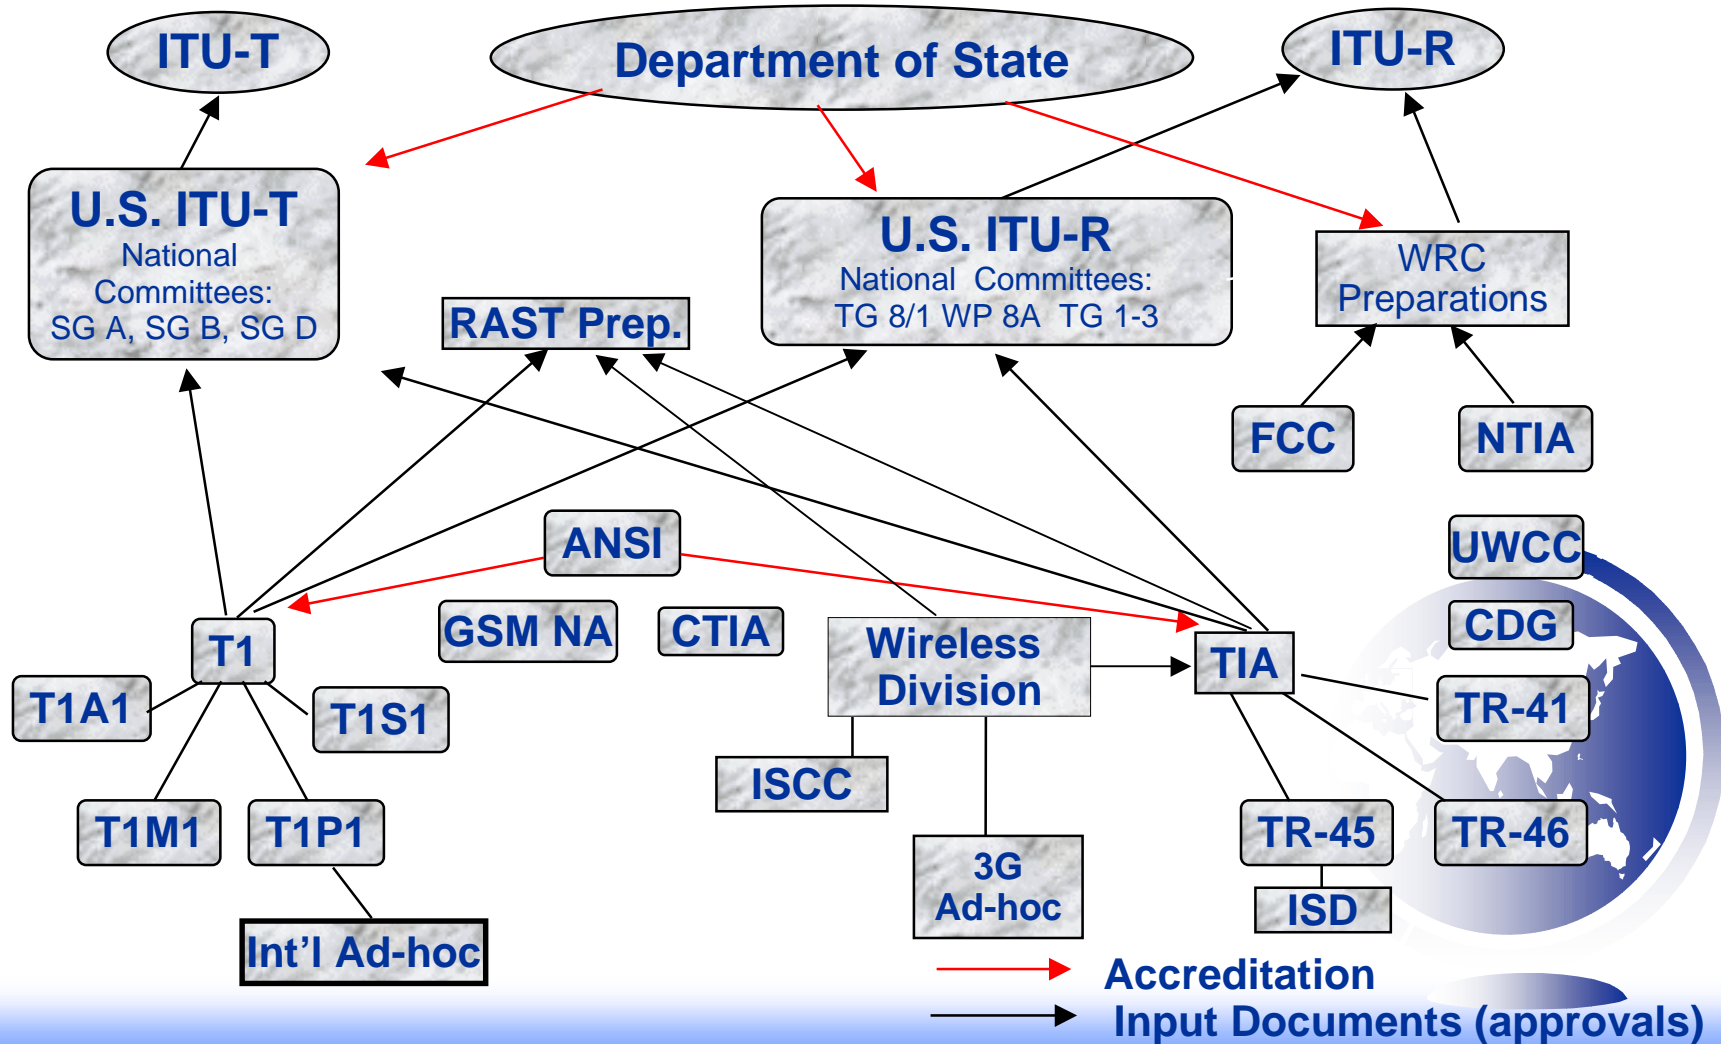 ITU-T
Department of State
ITU-R
U.S. ITU-T
National
Committees:
SG A, SG B, SG D
RAST Prep.
U.S. ITU-R
National Committees:
TG 8/1 WP 8A TG 1-3
WRC
Preparations
FCC
NTIA
ANSI
UWCC
GSM NA
CTIA
CDG
T1
Wireless
Division
TIA
T1A1
T1S1
TR-41
ISCC
T1M1
T1P1
TR-45
TR-46
3G
Ad-hoc
ISD
Int'l Ad-hoc
Accreditation
Input Documents (approvals)